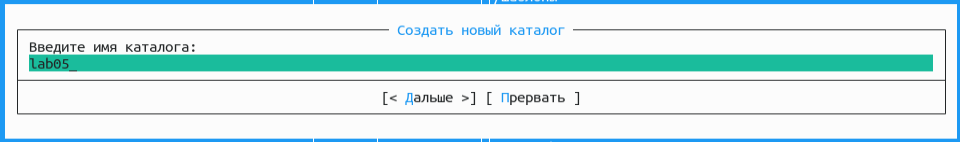 Создать новый каталог
Введите имя каталога:
lab05_
[< Дальше >] [ Прервать ]